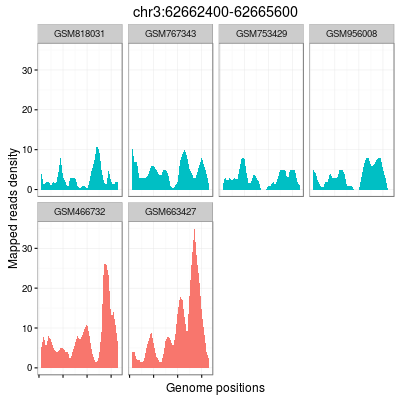 chr3:62662400-62665600
GSM818031 GSM767343 GSM753429 GSM956008
30
20
10
0
GSM466732 GSM663427
30
20
10
0
Mapped reads density
Genome positions